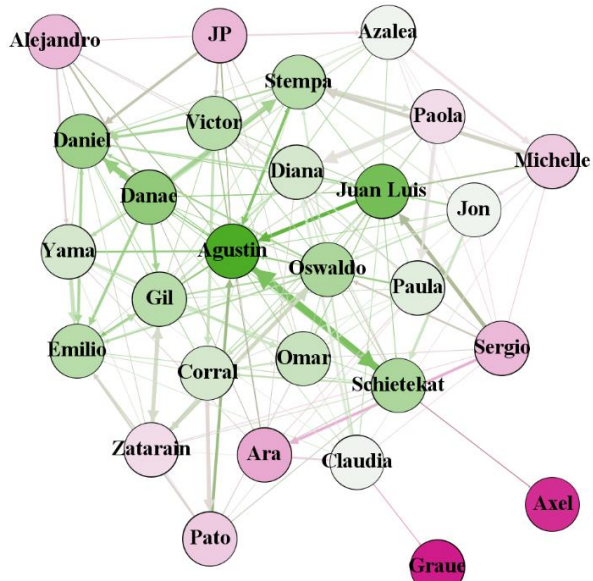 Alejandro
JP
Azalea
Stempa
Paola
Daniel
Victor
Michelle
Diana
Danae
Juan Luis
Jon
Yama
Agustin
Oswaldo
Paula
Gil
Emilio
Omar
Sergio
Corral
Schietekat
Zatarain
Ara
Claudia
Axel
Pato
Graue